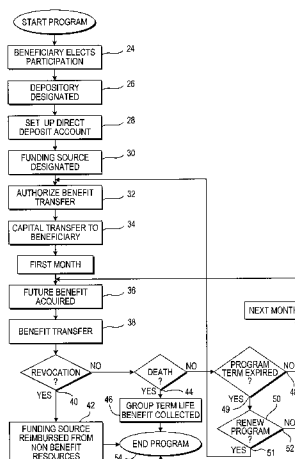 START PROGRAM
BENEFICIARY ELECTS
PARTICIPATION
24
DEPOSITORY
DESIGNATED
26
SET UP DIRECT
DEPOSIT ACCOUNT
28
FUNDING SOURCE
DESIGNATED
30
AUTHORIZE BENEFIT
TRANSFER
32
CAPITAL TRANSFER TO
BENEFICIARY
34
FIRST MONTH
FUTURE BENEFIT
ACQUIRED
36
NEXT MONTH
BENEFIT TRANSFER
38
REVOCATION
?
NO
YES
40
DEATH
?
NO
YES
44
PROGRAM
TERM EXPIRED
?
NO
48
YES
49
46
GROUP TERM LIFE
BENEFIT COLLECTED
50
RENEW
PROGRAM
?
NO
52
YES
51
42
FUNDING SOURCE
REIMBURSED FROM
NON BENEFIT
RESOURCES
END PROGRAM
54